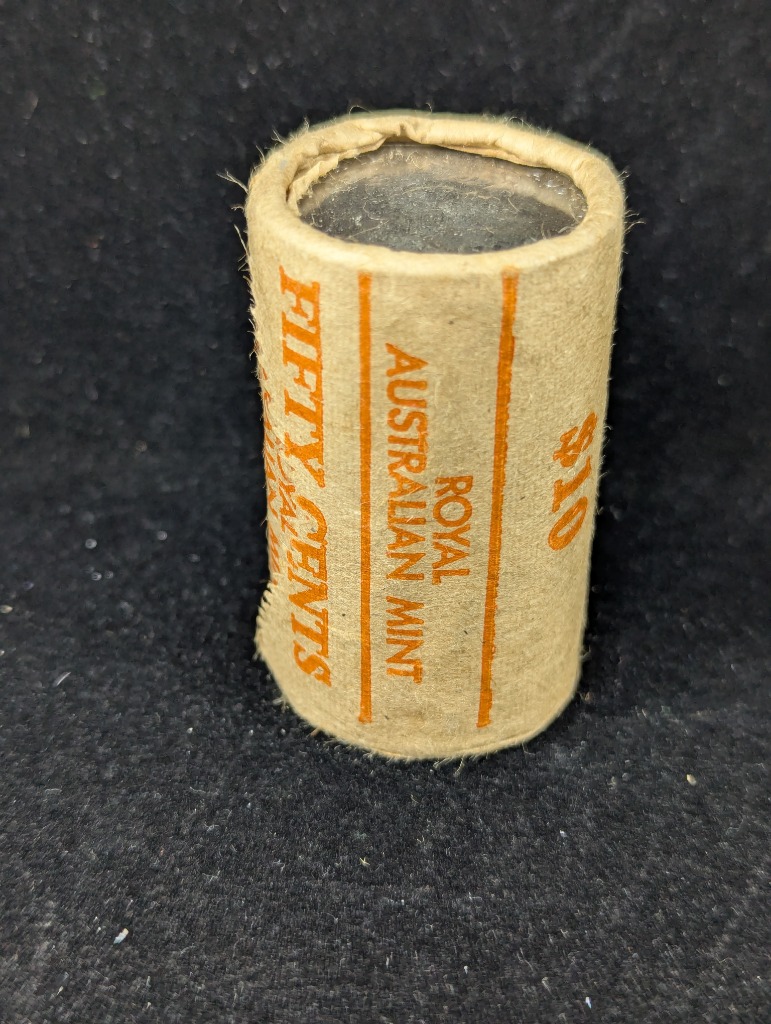 FIFTY CENTS
ROYAL
AUSTRALIAN MINT
$10